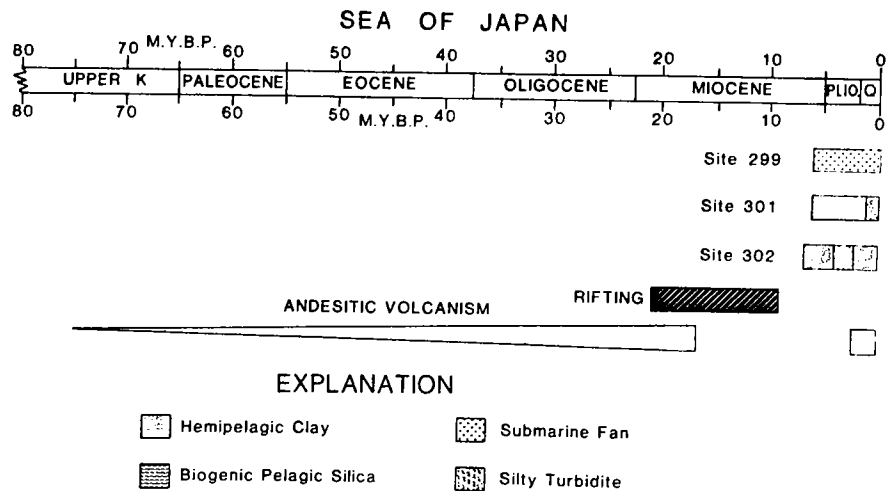 SEA OF JAPAN
M.Y.B.P.
80 70 60 50 40 30 20 10 0
UPPER K PALEOCENE EOCENE OLIGOCENE MIOCENE PLIO. Q
80 70 60 50 40 30 20 10 0
M.Y.B.P.
Site 299
Site 301
Site 302
RIFTING
ANDESITIC VOLCANISM
EXPLANATION
Hemipelagic Clay
Submarine Fan
Biogenic Pelagic Silica
Silty Turbidite